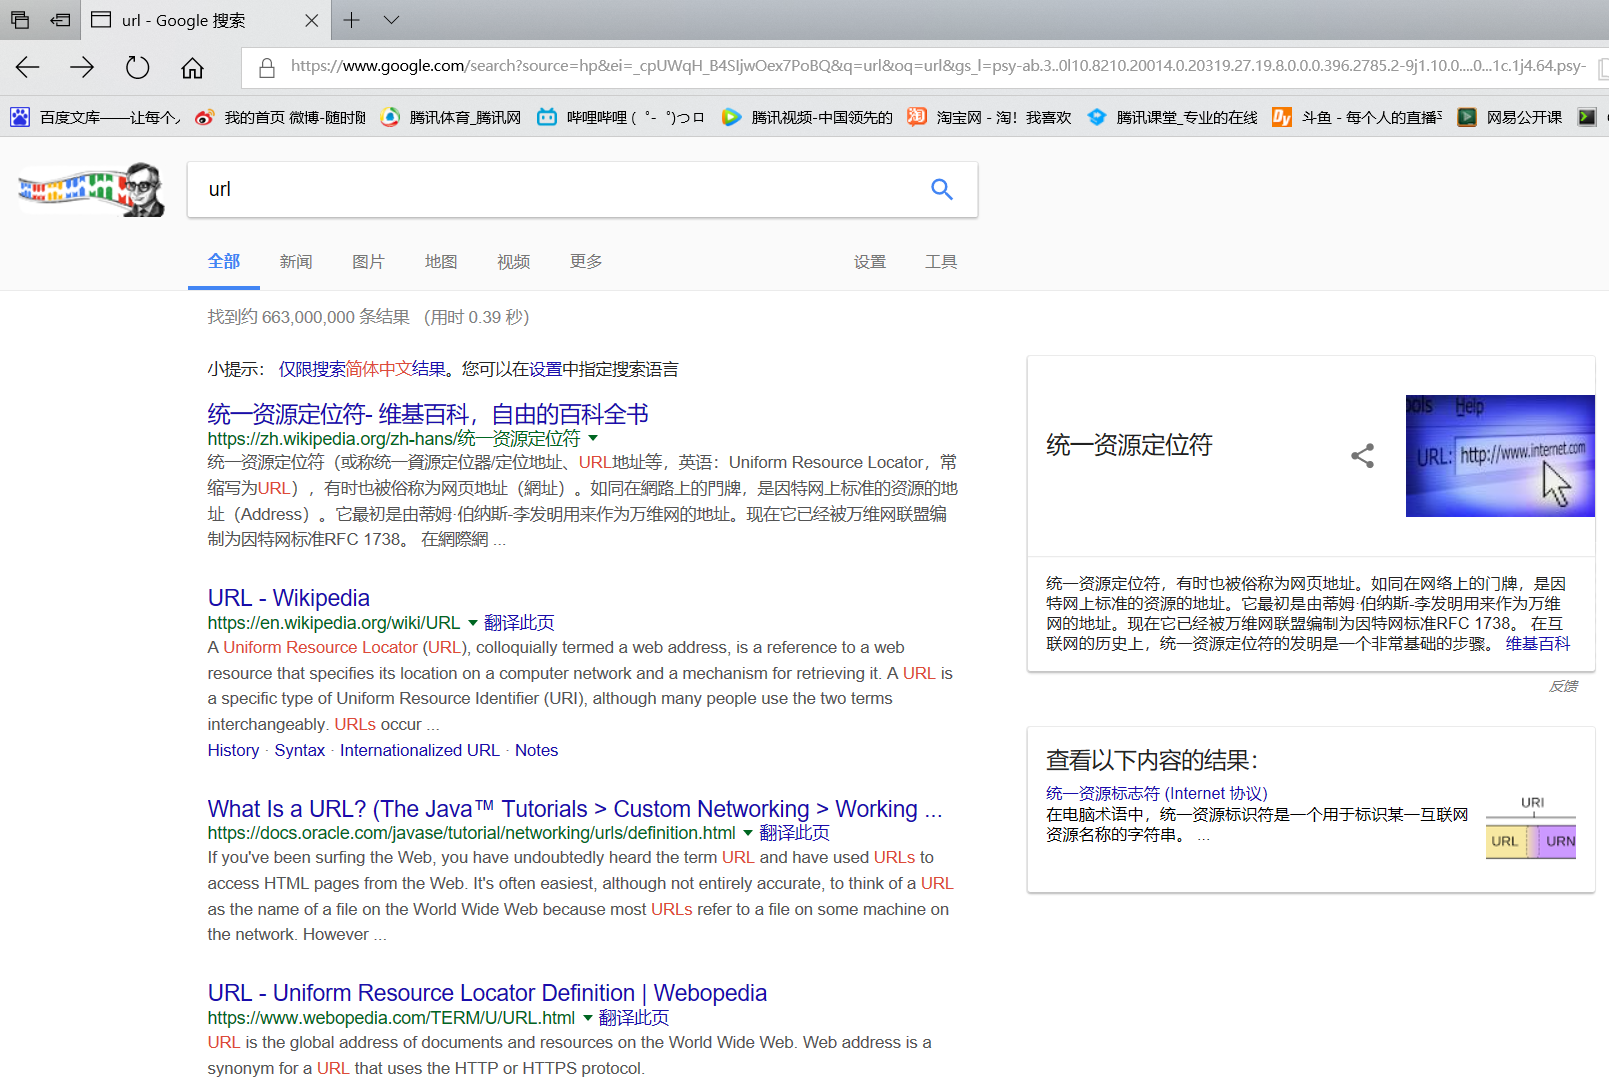 url - Google 搜索
https://www.google.com/search?source=hp&ei=_cpUWqH_B4SIjwOex7PoBQ&q=url&oq=url&gs_l=psy-ab.3..0l10.8210.20014.0.20319.27.19.8.0.0.0.396.2785.2-9j1.10.0....0...1c.1j4.64.psy-
百度文库——让每个人 我的首页 微博-随时随 腾讯体育_腾讯网 哔哩哔哩 ( ゜- ゜)つロ 腾讯视频-中国领先的 淘宝网 - 淘！我喜欢 腾讯课堂_专业的在线 斗鱼 - 每个人的直播平 网易公开课
url
全部 新闻 图片 地图 视频 更多 设置 工具
找到约 663,000,000 条结果 （用时 0.39 秒）
小提示： 仅限搜索简体中文结果。您可以在设置中指定搜索语言
统一资源定位符- 维基百科，自由的百科全书
https://zh.wikipedia.org/zh-hans/统一资源定位符
统一资源定位符（或称统一資源定位器/定位地址、URL地址等，英语：Uniform Resource Locator，常
缩写为URL），有时也被俗称为网页地址（網址）。如同在網路上的門牌，是因特网上标准的资源的地
址（Address）。它最初是由蒂姆·伯纳斯-李发明用来作为万维网的地址。现在它已经被万维网联盟编
制为因特网标准RFC 1738。 在網際網 ...
URL - Wikipedia
https://en.wikipedia.org/wiki/URL 翻译此页
A Uniform Resource Locator (URL), colloquially termed a web address, is a reference to a web
resource that specifies its location on a computer network and a mechanism for retrieving it. A URL is
a specific type of Uniform Resource Identifier (URI), although many people use the two terms
interchangeably. URLs occur ...
History · Syntax · Internationalized URL · Notes
What Is a URL? (The Java™ Tutorials > Custom Networking > Working ...
https://docs.oracle.com/javase/tutorial/networking/urls/definition.html 翻译此页
If you've been surfing the Web, you have undoubtedly heard the term URL and have used URLs to
access HTML pages from the Web. It's often easiest, although not entirely accurate, to think of a URL
as the name of a file on the World Wide Web because most URLs refer to a file on some machine on
the network. However ...
URL - Uniform Resource Locator Definition | Webopedia
https://www.webopedia.com/TERM/U/URL.html 翻译此页
URL is the global address of documents and resources on the World Wide Web. Web address is a
synonym for a URL that uses the HTTP or HTTPS protocol.
统一资源定位符
ools Help
URL: http://www.internet.com
统一资源定位符，有时也被俗称为网页地址。如同在网络上的门牌，是因
特网上标准的资源的地址。它最初是由蒂姆·伯纳斯-李发明用来作为万维
网的地址。现在它已经被万维网联盟编制为因特网标准RFC 1738。 在互
联网的历史上，统一资源定位符的发明是一个非常基础的步骤。 维基百科
反馈
查看以下内容的结果：
统一资源标志符 (Internet 协议)
在电脑术语中，统一资源标识符是一个用于标识某一互联网
资源名称的字符串。 ...
URI
URL URN